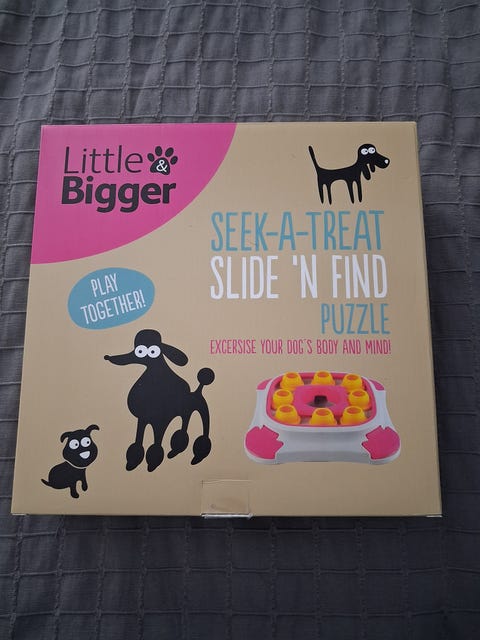 Little &
Bigger
SEEK-A-TREAT
SLIDE 'N FIND
PUZZLE
EXCERSISE YOUR DOG'S BODY AND MIND!
PLAY
TOGETHER!